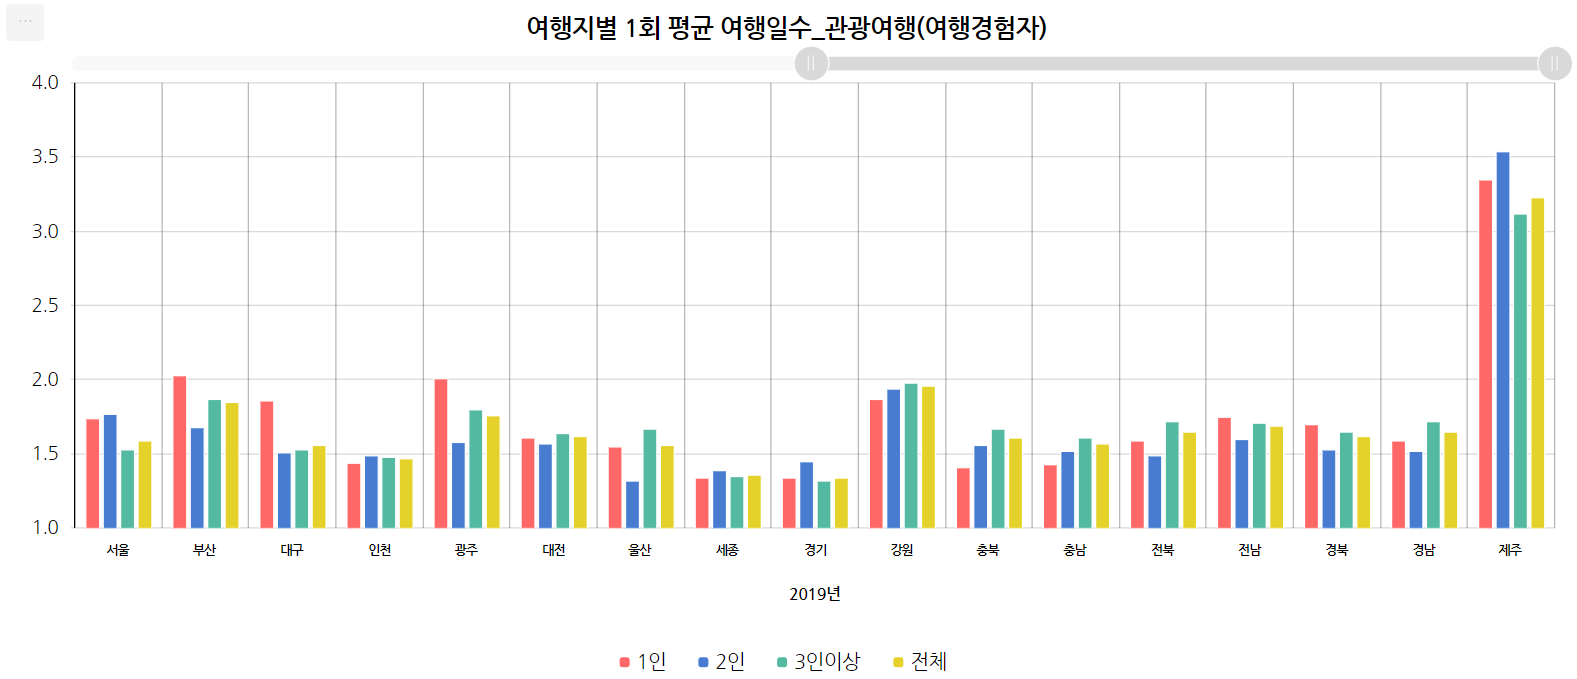 ...
여행지별 1회 평균 여행일수_관광여행(여행경험자)
4.0
3.5
3.0
2.5
2.0
1.5
1.0
서울 부산 대구 인천 광주 대전 울산 세종 경기 강원 충북 충남 전북 전남 경북 경남 제주
2019년
1인 2인 3인이상 전체